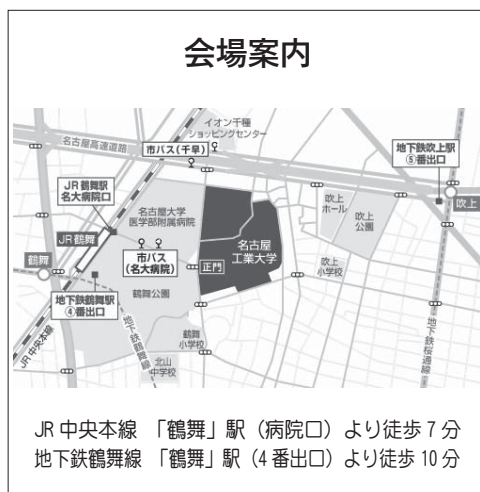 会場案内
イオン千種
ショッピングセンター
名古屋高速道路
市バス(千早)
地下鉄吹上駅
⑤番出口
JR鶴舞駅
名大病院口
名古屋大学
医学部附属病院
吹上
ホール
吹上
公園
吹上
JR鶴舞
鶴舞
市バス
(名大病院)
正門
名古屋
工業大学
吹上
小学校
地下鉄鶴舞駅
④番出口
鶴舞公園
鶴舞
小学校
北山
中学校
JR中央本線
地下鉄鶴舞線
地下鉄桜通線
JR中央本線 「鶴舞」駅(病院口)より徒歩7分
地下鉄鶴舞線 「鶴舞」駅(4番出口)より徒歩10分